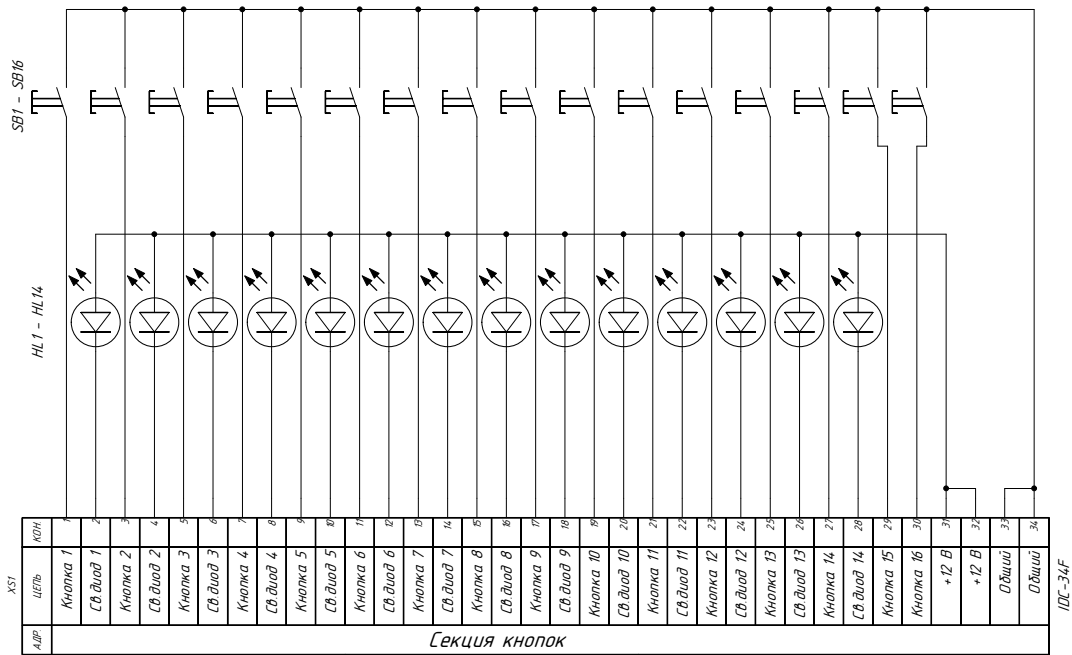 SB1 - SB16
HL1 - HL14
XS1
КОН.
1
2
3
4
5
6
7
8
9
10
11
12
13
14
15
16
17
18
19
20
21
22
23
24
25
26
27
28
29
30
31
32
33
34
ЦЕПЬ
Кнопка 1
Св.диод 1
Кнопка 2
Св.диод 2
Кнопка 3
Св.диод 3
Кнопка 4
Св.диод 4
Кнопка 5
Св.диод 5
Кнопка 6
Св.диод 6
Кнопка 7
Св.диод 7
Кнопка 8
Св.диод 8
Кнопка 9
Св.диод 9
Кнопка 10
Св.диод 10
Кнопка 11
Св.диод 11
Кнопка 12
Св.диод 12
Кнопка 13
Св.диод 13
Кнопка 14
Св.диод 14
Кнопка 15
Кнопка 16
+12 В
+12 В
Общий
Общий
АДР.
Секция кнопок
IDC-34F